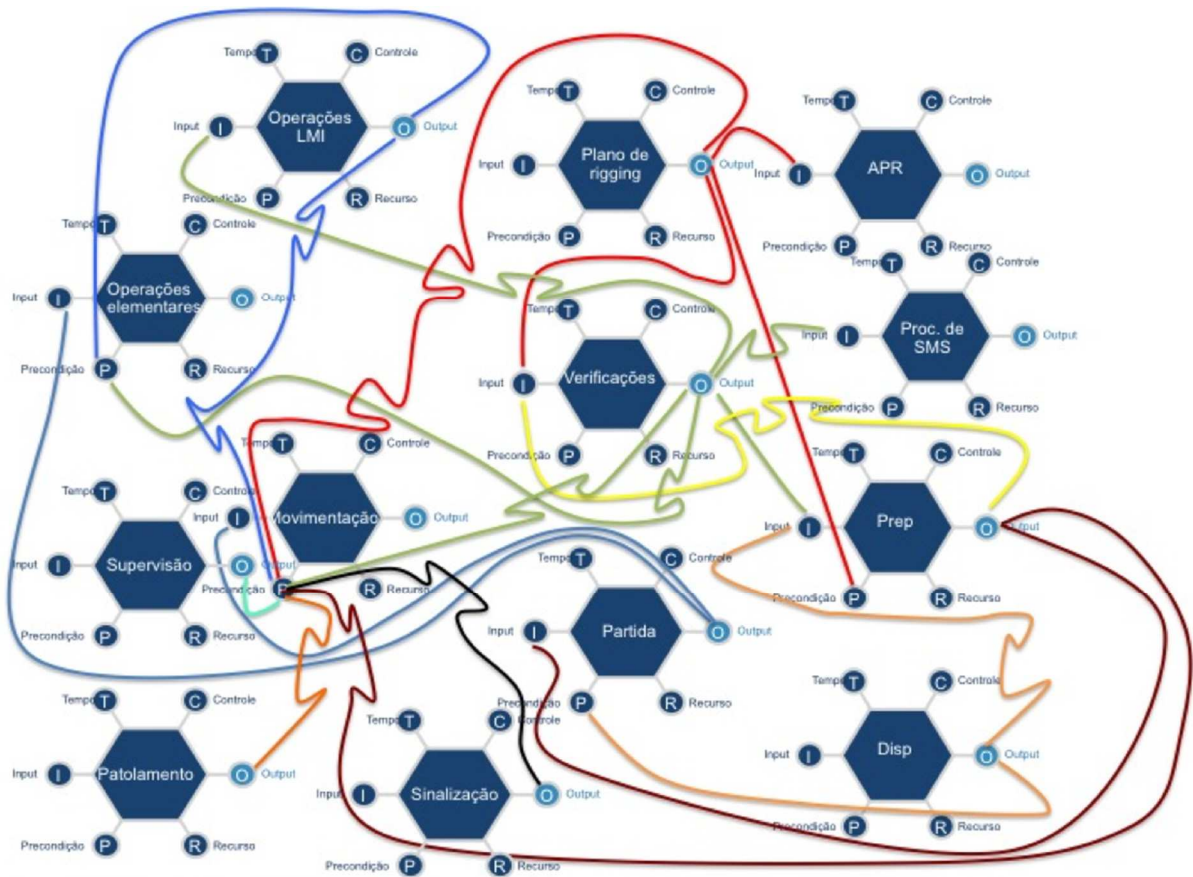 Tempo T C Controle
Operações
LMI
Input I O Output
Precondição P R Recurso
Tempo T C Controle
Plano de
rigging
Input I O Output
Precondição P R Recurso
Tempo T C Controle
APR
Input I O Output
Precondição P R Recurso
Tempo T C Controle
Operações
elementares
Input I O Output
Precondição P R Recurso
Tempo T C Controle
Verificações
Input I O Output
Precondição P R Recurso
Tempo T C Controle
Proc. de
SMS
Input I O Output
Precondição P R Recurso
Tempo T C Controle
Movimentação
Input I O Output
Precondição P R Recurso
Tempo T C Controle
Prep
Input I O Output
Precondição P R Recurso
Tempo T C Controle
Supervisão
Input I O Output
Precondição P R Recurso
Tempo T C Controle
Partida
Input I O Output
Precondição P R Recurso
Tempo T C Controle
Patolamento
Input I O Output
Precondição P R Recurso
Tempo T C Controle
Sinalização
Input I O Output
Precondição P R Recurso
Tempo T C Controle
Disp
Input I O Output
Precondição P R Recurso